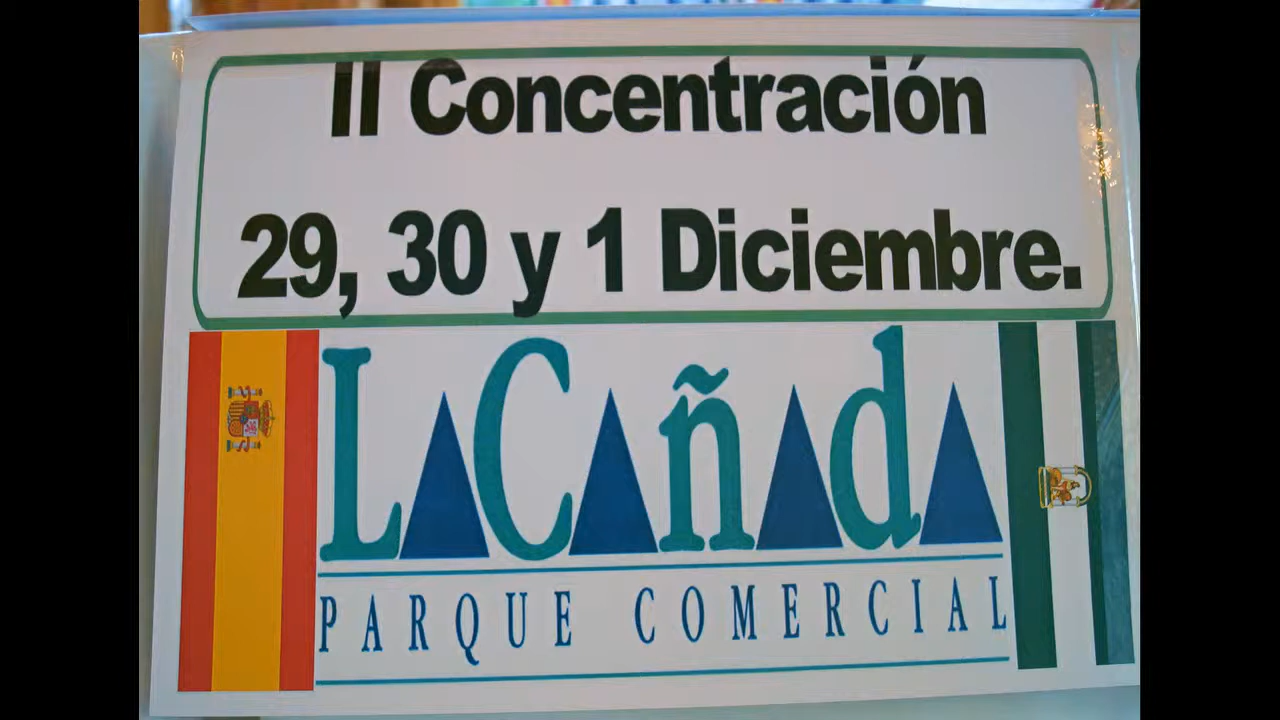 II Concentración
29, 30 y 1 Diciembre.
LACAñAdA
PARQUE COMERCIAL